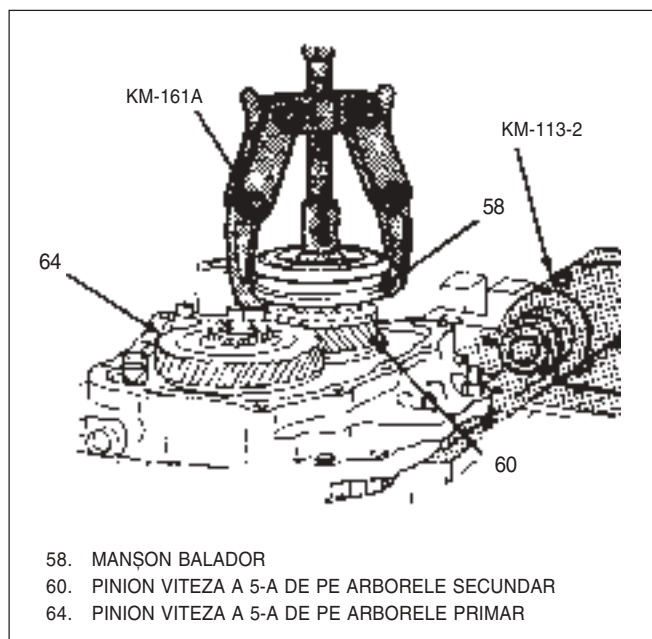 KM-161A
KM-113-2
58
64
60
58. MANȘON BALADOR
60. PINION VITEZA A 5-A DE PE ARBORELE SECUNDAR
64. PINION VITEZA A 5-A DE PE ARBORELE PRIMAR